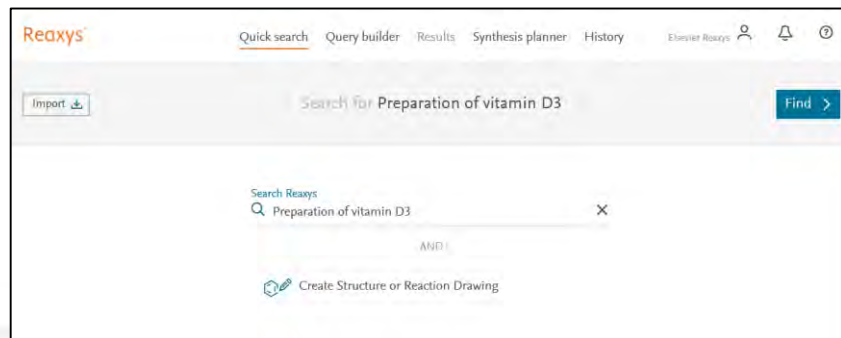 Reaxys
Quick search Query builder Results Synthesis planner History Elsevier Reaxys
Import
Search for Preparation of vitamin D3
Find
Search Reaxys
Preparation of vitamin D3
AND
Create Structure or Reaction Drawing